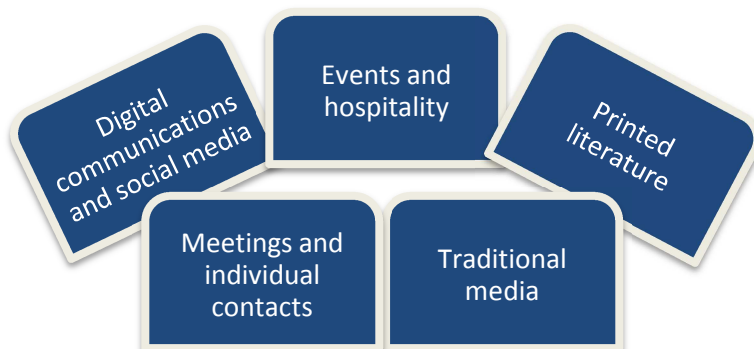 Digital
communications
and social media
Events and
hospitality
Printed
literature
Meetings and
individual
contacts
Traditional
media